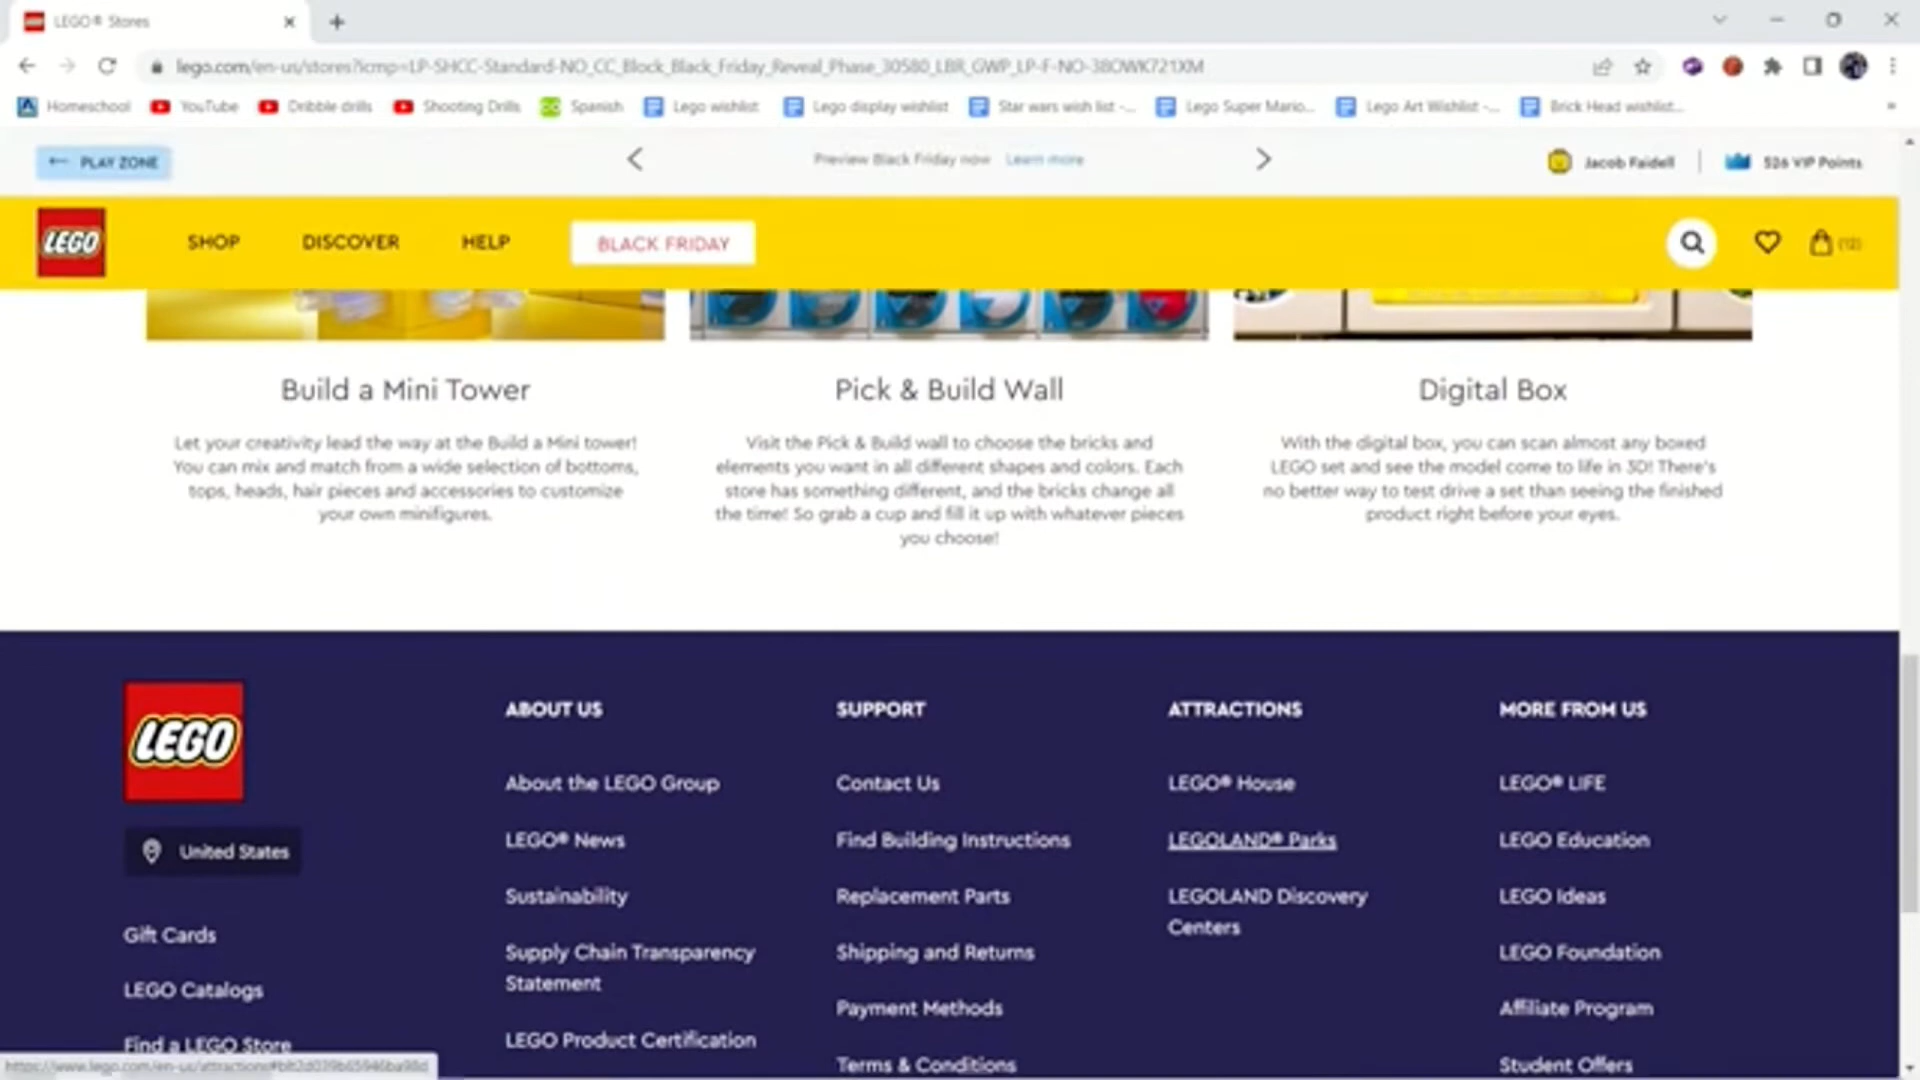 LEGO® Stores
lego.com/en-us/stores?icmp=LP-SHCC-Standard-NO_CC_Block_Black_Friday_Reveal_Phase_30580_LBR_GWP_LP-F-NO-38OWK721XM
Homeschool YouTube Dribble drills Shooting Drills Spanish Lego wishlist Lego display wishlist Star wars wish list -... Lego Super Mario... Lego Art Wishlist -... Brick Head wishlist...
PLAY ZONE
Preview Black Friday now Learn more
Jacob Faidell
526 VIP Points
LEGO
SHOP DISCOVER HELP BLACK FRIDAY
(12)
Build a Mini Tower
Let your creativity lead the way at the Build a Mini tower!
You can mix and match from a wide selection of bottoms,
tops, heads, hair pieces and accessories to customize
your own minifigures.
Pick & Build Wall
Visit the Pick & Build wall to choose the bricks and
elements you want in all different shapes and colors. Each
store has something different, and the bricks change all
the time! So grab a cup and fill it up with whatever pieces
you choose!
Digital Box
With the digital box, you can scan almost any boxed
LEGO set and see the model come to life in 3D! There's
no better way to test drive a set than seeing the finished
product right before your eyes.
LEGO
United States
Gift Cards
LEGO Catalogs
Find a LEGO Store
ABOUT US
About the LEGO Group
LEGO® News
Sustainability
Supply Chain Transparency
Statement
LEGO Product Certification
SUPPORT
Contact Us
Find Building Instructions
Replacement Parts
Shipping and Returns
Payment Methods
Terms & Conditions
ATTRACTIONS
LEGO® House
LEGOLAND® Parks
LEGOLAND Discovery
Centers
MORE FROM US
LEGO® LIFE
LEGO Education
LEGO Ideas
LEGO Foundation
Affiliate Program
Student Offers